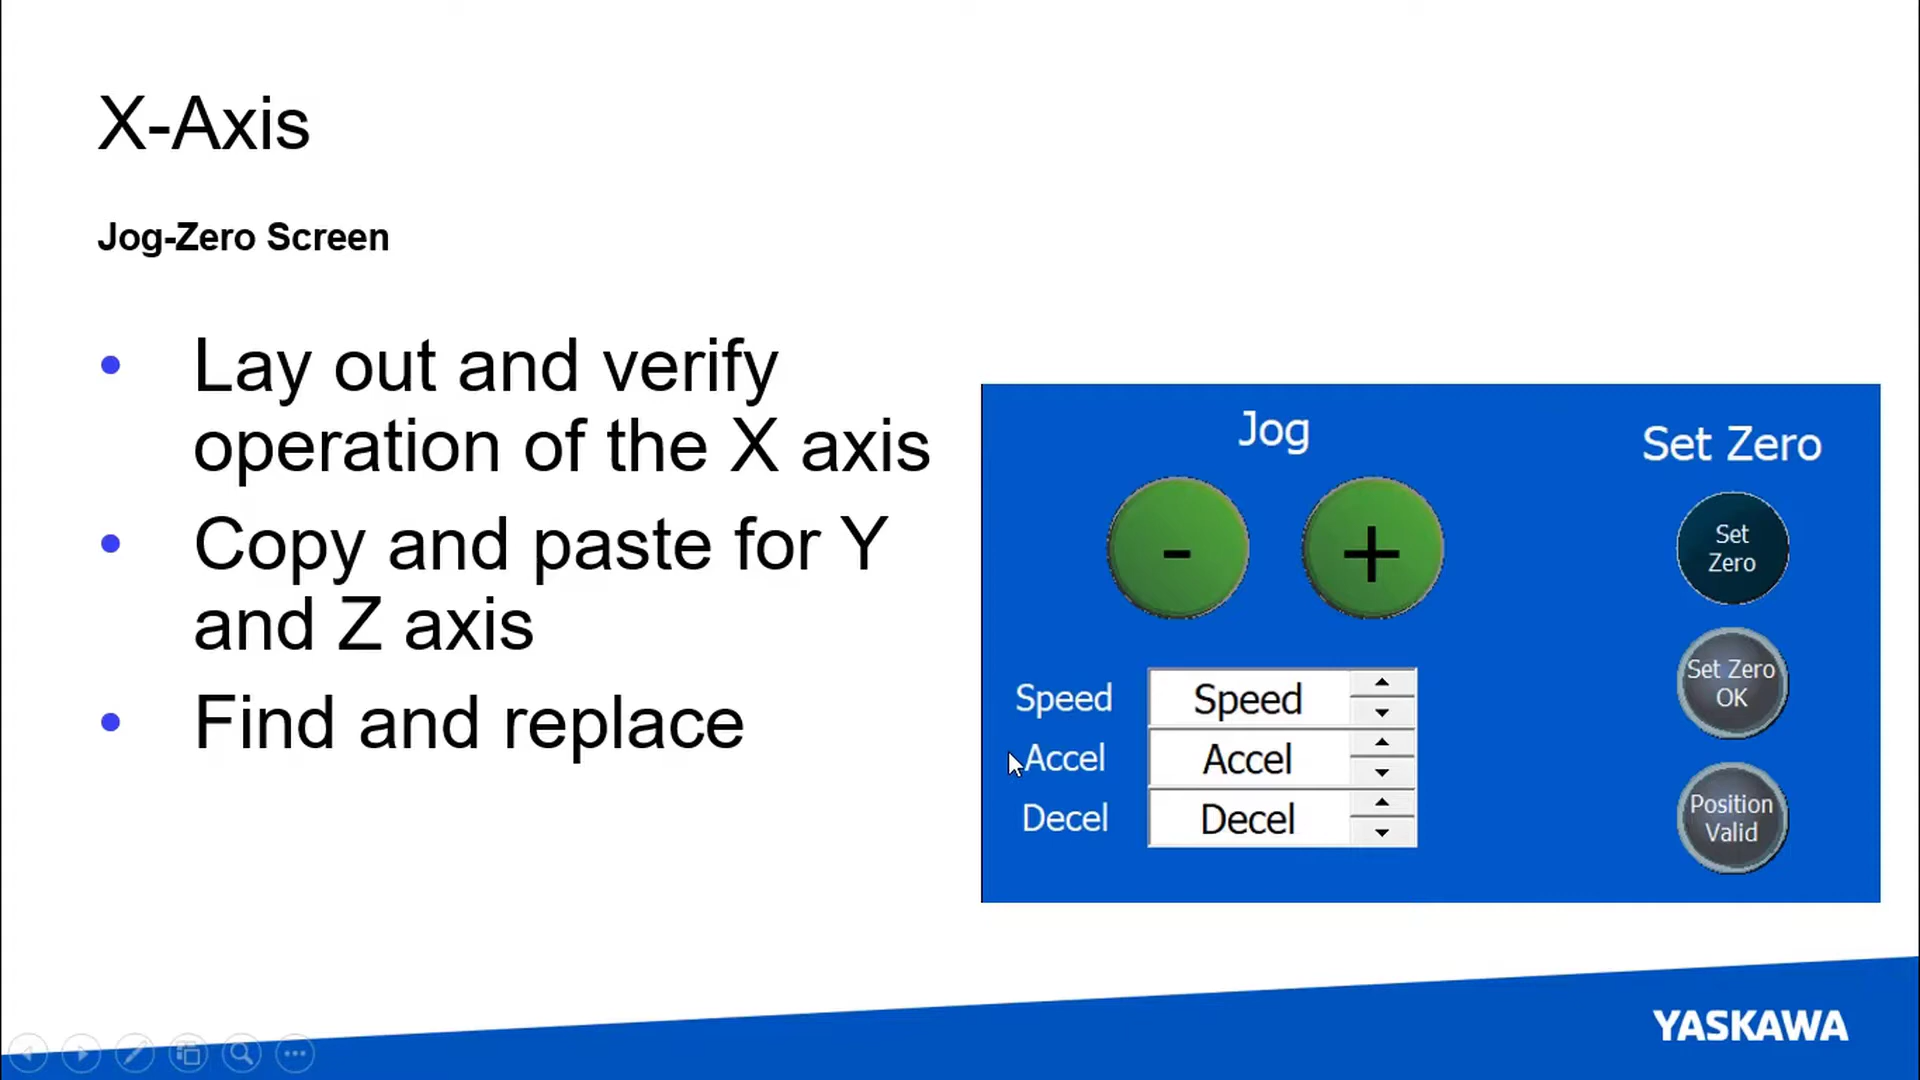 X-Axis
Jog-Zero Screen
• Lay out and verify
operation of the X axis
• Copy and paste for Y
and Z axis
• Find and replace
Jog
Set Zero
-
+
Set
Zero
Set Zero
OK
Speed Speed
Accel Accel
Decel Decel
Position
Valid
YASKAWA